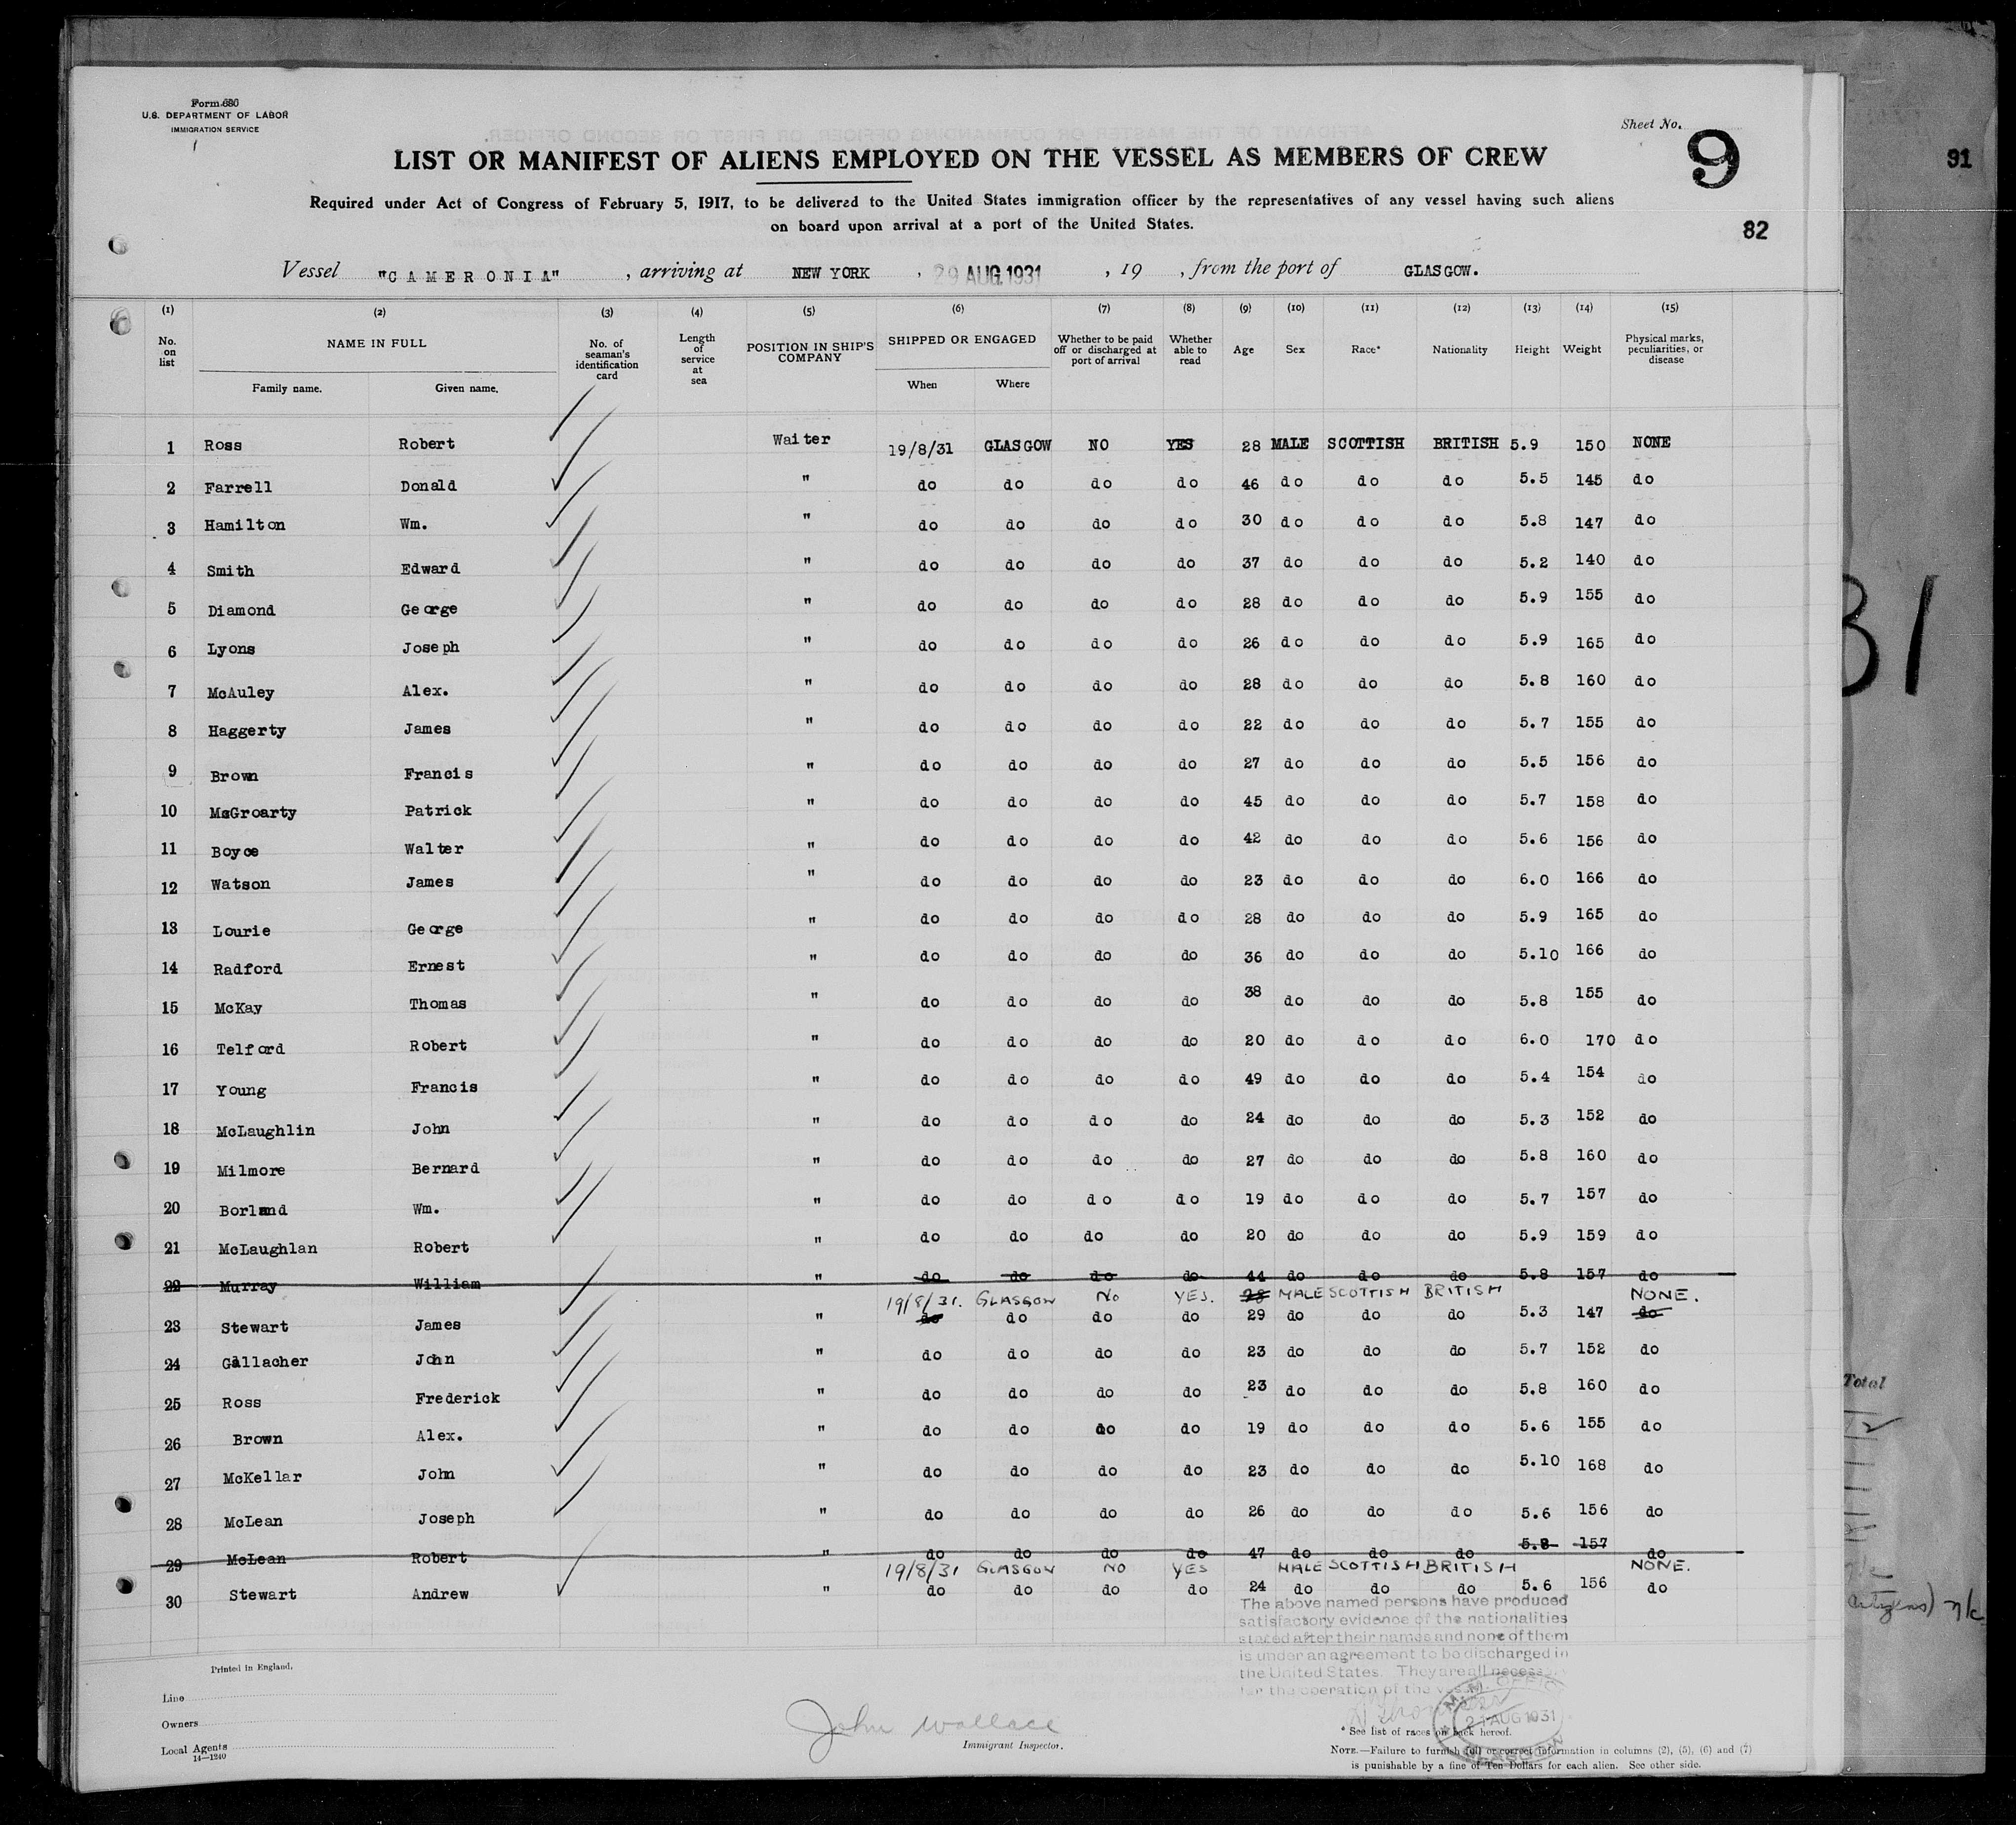 Form 680
U.S. DEPARTMENT OF LABOR
IMMIGRATION SERVICE
Sheet No. 9
91
LIST OR MANIFEST OF ALIENS EMPLOYED ON THE VESSEL AS MEMBERS OF CREW
Required under Act of Congress of February 5, 1917, to be delivered to the United States immigration officer by the representatives of any vessel having such aliens
on board upon arrival at a port of the United States.
82
Vessel "CAMERONIA", arriving at NEW YORK, 29 AUG. 1931, 19 , from the port of GLASGOW.
(1) (2) (3) (4) (5) (6) (7) (8) (9) (10) (11) (12) (13) (14) (15)
No. on list NAME IN FULL Family name. Given name. No. of seaman's identification card Length of service at sea POSITION IN SHIP'S COMPANY SHIPPED OR ENGAGED When Where Whether to be paid off or discharged at port of arrival Whether able to read Age Sex Race* Nationality Height Weight Physical marks, peculiarities, or disease
1 Ross Robert Waiter 19/8/31 GLASGOW NO YES 28 MALE SCOTTISH BRITISH 5.9 150 NONE
2 Farrell Donald " do do do do 46 do do do 5.5 145 do
3 Hamilton Wm. " do do do do 30 do do do 5.8 147 do
4 Smith Edward " do do do do 37 do do do 5.2 140 do
5 Diamond George " do do do do 28 do do do 5.9 155 do
6 Lyons Joseph " do do do do 26 do do do 5.9 165 do
7 McAuley Alex. " do do do do 28 do do do 5.8 160 do
8 Haggerty James " do do do do 22 do do do 5.7 155 do
9 Brown Francis " do do do do 27 do do do 5.5 156 do
10 McGroarty Patrick " do do do do 45 do do do 5.7 158 do
11 Boyce Walter " do do do do 42 do do do 5.6 156 do
12 Watson James " do do do do 23 do do do 6.0 166 do
13 Lourie George " do do do do 28 do do do 5.9 165 do
14 Radford Ernest " do do do do 36 do do do 5.10 166 do
15 McKay Thomas " do do do do 38 do do do 5.8 155 do
16 Telford Robert " do do do do 20 do do do 6.0 170 do
17 Young Francis " do do do do 49 do do do 5.4 154 do
18 McLaughlin John " do do do do 24 do do do 5.3 152 do
19 Milmore Bernard " do do do do 27 do do do 5.8 160 do
20 Borland Wm. " do do do do 19 do do do 5.7 157 do
21 McLaughlan Robert " do do do do 20 do do do 5.9 159 do
22 Murray William " do do do do 44 do do do 5.8 157 do
19/8/31. GLASGOW No YES. 28 MALE SCOTTISH BRITISH NONE.
23 Stewart James " do do do do 29 do do do 5.3 147 do
24 Gallacher John " do do do do 23 do do do 5.7 152 do
25 Ross Frederick " do do do do 23 do do do 5.8 160 do
26 Brown Alex. " do do do do 19 do do do 5.6 155 do
27 McKellar John " do do do do 23 do do do 5.10 168 do
28 McLean Joseph " do do do do 26 do do do 5.6 156 do
29 McLean Robert " do do do do 47 do do do 5.8 157 do
19/8/31 GLASGOW NO YES MALE SCOTTISH BRITISH NONE.
30 Stewart Andrew " do do do do 24 do do do 5.6 156 do
The above named persons have produced
satisfactory evidence of the nationalities
stated after their names and none of them
is under an agreement to be discharged in
the United States. They are all necess
for the operation of the vessel
Printed in England.
Line
Owners
Local Agents
14—1240
John Wallace
Immigrant Inspector.
M.M. OFFICE
21 AUG 1931
GLASGOW
* See list of races on back hereof.
NOTE.—Failure to furnish full or correct information in columns (2), (5), (6) and (7)
is punishable by a fine of Ten Dollars for each alien. See other side.
31
Total
citizens) n/c